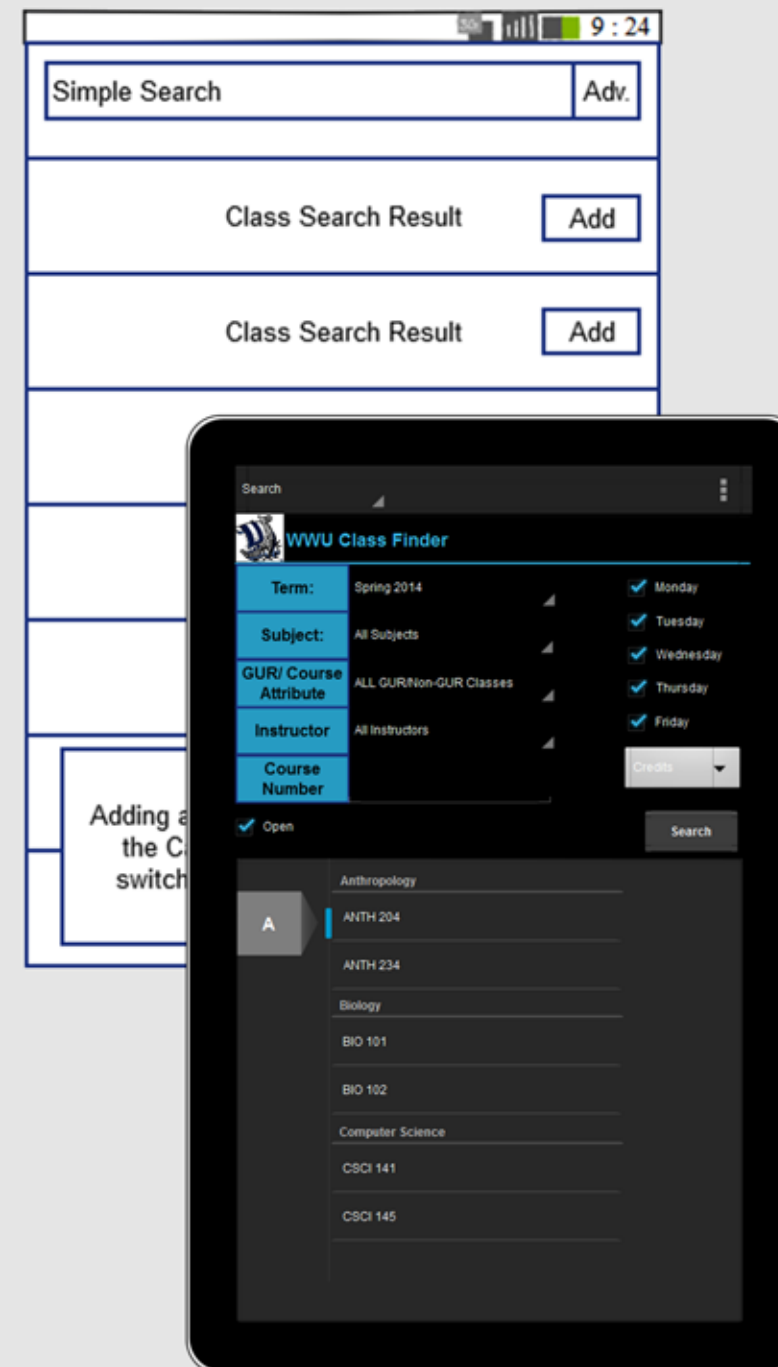 9 : 24
Simple Search
Adv.
Class Search Result
Add
Class Search Result
Add
Adding
the
switch
Search
WWU Class Finder
Term:
Spring 2014
Subject:
All Subjects
GUR/ Course
Attribute
ALL GUR/Non-GUR Classes
Instructor
All Instructors
Course
Number
Monday
Tuesday
Wednesday
Thursday
Friday
Credits
Open
Search
A
Anthropology
ANTH 204
ANTH 234
Biology
BIO 101
BIO 102
Computer Science
CSCI 141
CSCI 145